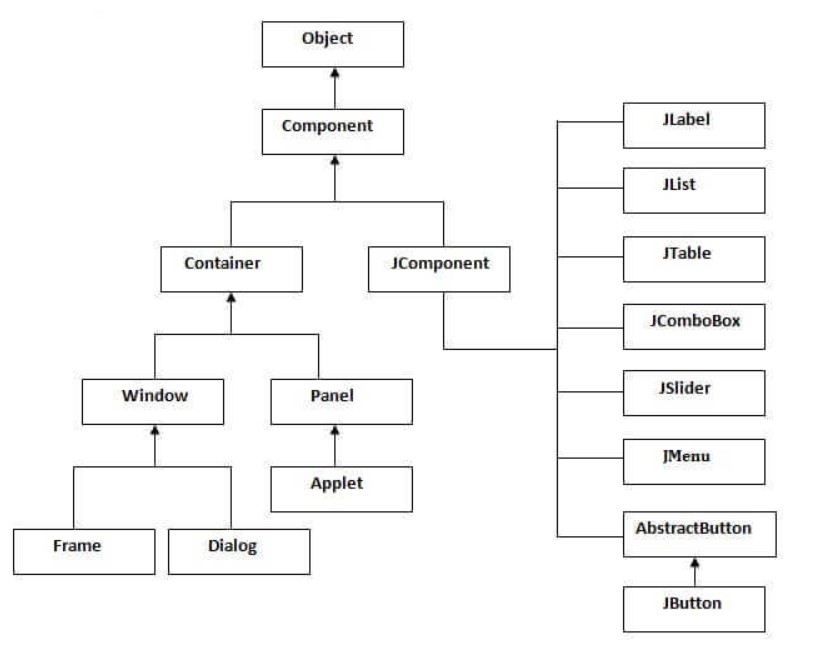 Object
Component
Container
JComponent
Window
Panel
Applet
Frame
Dialog
JLabel
JList
JTable
JComboBox
JSlider
JMenu
AbstractButton
JButton